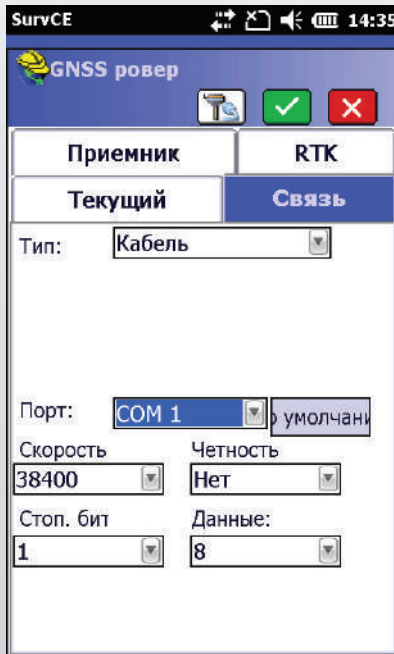 SurvCE 14:35
GNSS ровер
Приемник RTK
Текущий Связь
Тип: Кабель
Порт: COM 1 о умолчани
Скорость Четность
38400 Нет
Стоп. бит Данные:
1 8